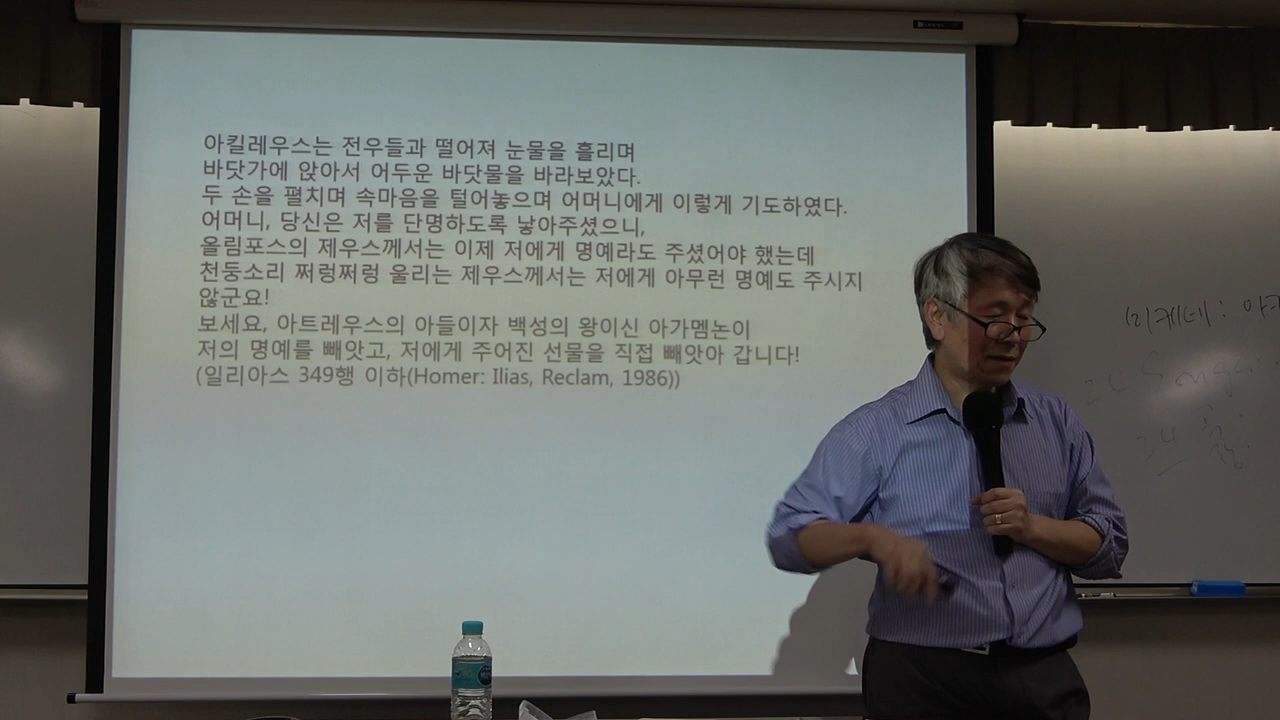 아킬레우스는 전우들과 떨어져 눈물을 흘리며
바닷가에 앉아서 어두운 바닷물을 바라보았다.
두 손을 펼치며 속마음을 털어놓으며 어머니에게 이렇게 기도하였다.
어머니, 당신은 저를 단명하도록 낳아주셨으니,
올림포스의 제우스께서는 이제 저에게 명예라도 주셨어야 했는데
천둥소리 쩌렁쩌렁 울리는 제우스께서는 저에게 아무런 명예도 주시지
않군요!
보세요, 아트레우스의 아들이자 백성의 왕이신 아가멤논이
저의 명예를 빼앗고, 저에게 주어진 선물을 직접 빼앗아 갑니다!
(일리아스 349행 이하(Homer: Ilias, Reclam, 1986))
미케네 :